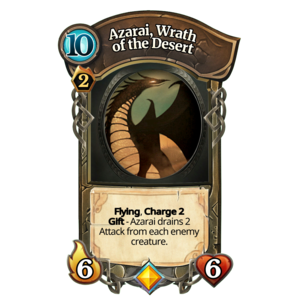 10
Azarai, Wrath
of the Desert
2
Flying, Charge 2
Gift - Azarai drains 2
Attack from each enemy
creature.
6
6